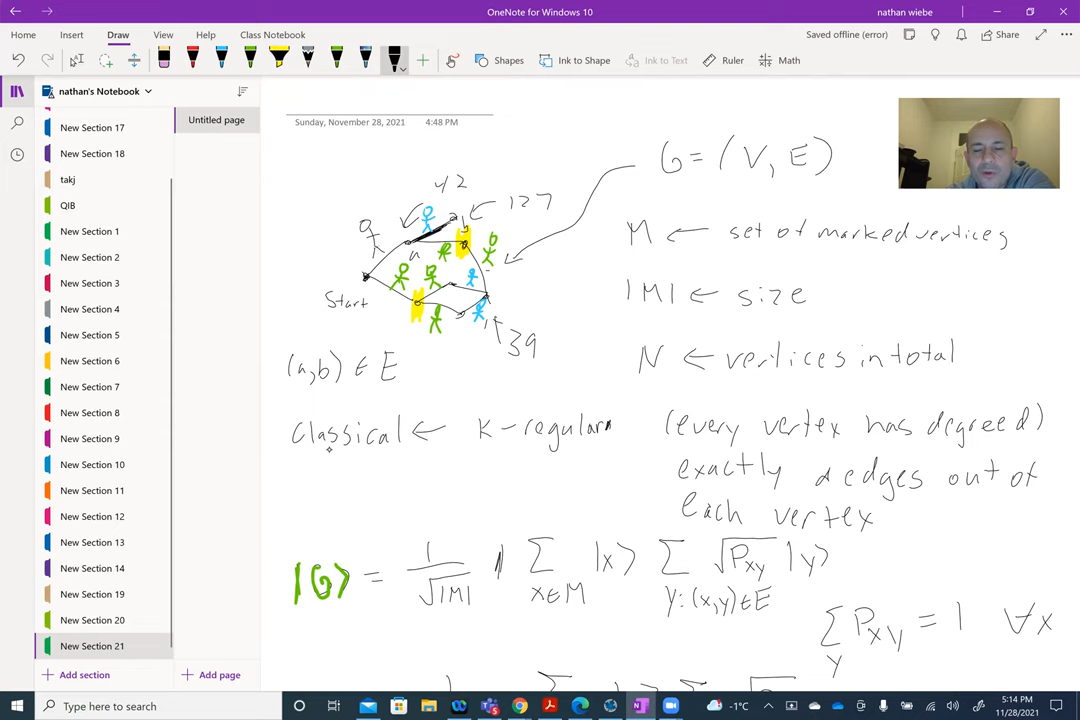 OneNote for Windows 10
nathan wiebe
Home
Insert
Draw
View
Help
Class Notebook
Saved offline (error)
Share
Shapes
Ink to Shape
Ink to Text
Ruler
Math
nathan's Notebook
New Section 17
New Section 18
takj
QIB
New Section 1
New Section 2
New Section 3
New Section 4
New Section 5
New Section 6
New Section 7
New Section 8
New Section 9
New Section 10
New Section 11
New Section 12
New Section 13
New Section 14
New Section 19
New Section 20
New Section 21
Add section
Untitled page
Add page
Sunday, November 28, 2021 4:48 PM
G = (V, E)
42
127
b
a
Start
39
M ← set of marked vertices
|M| ← size
N ← vertices in total
(a,b) ∈ E
classical ← k-regular (every vertex has degree d)
exactly d edges out of
each vertex
|G⟩ = 1/√|M| ∑_{x∈M} |x⟩ ∑_{y:(x,y)∈E} √P_{xy} |y⟩
∑_y P_{xy} = 1 ∀x
Type here to search
-1°C
5:14 PM
11/28/2021